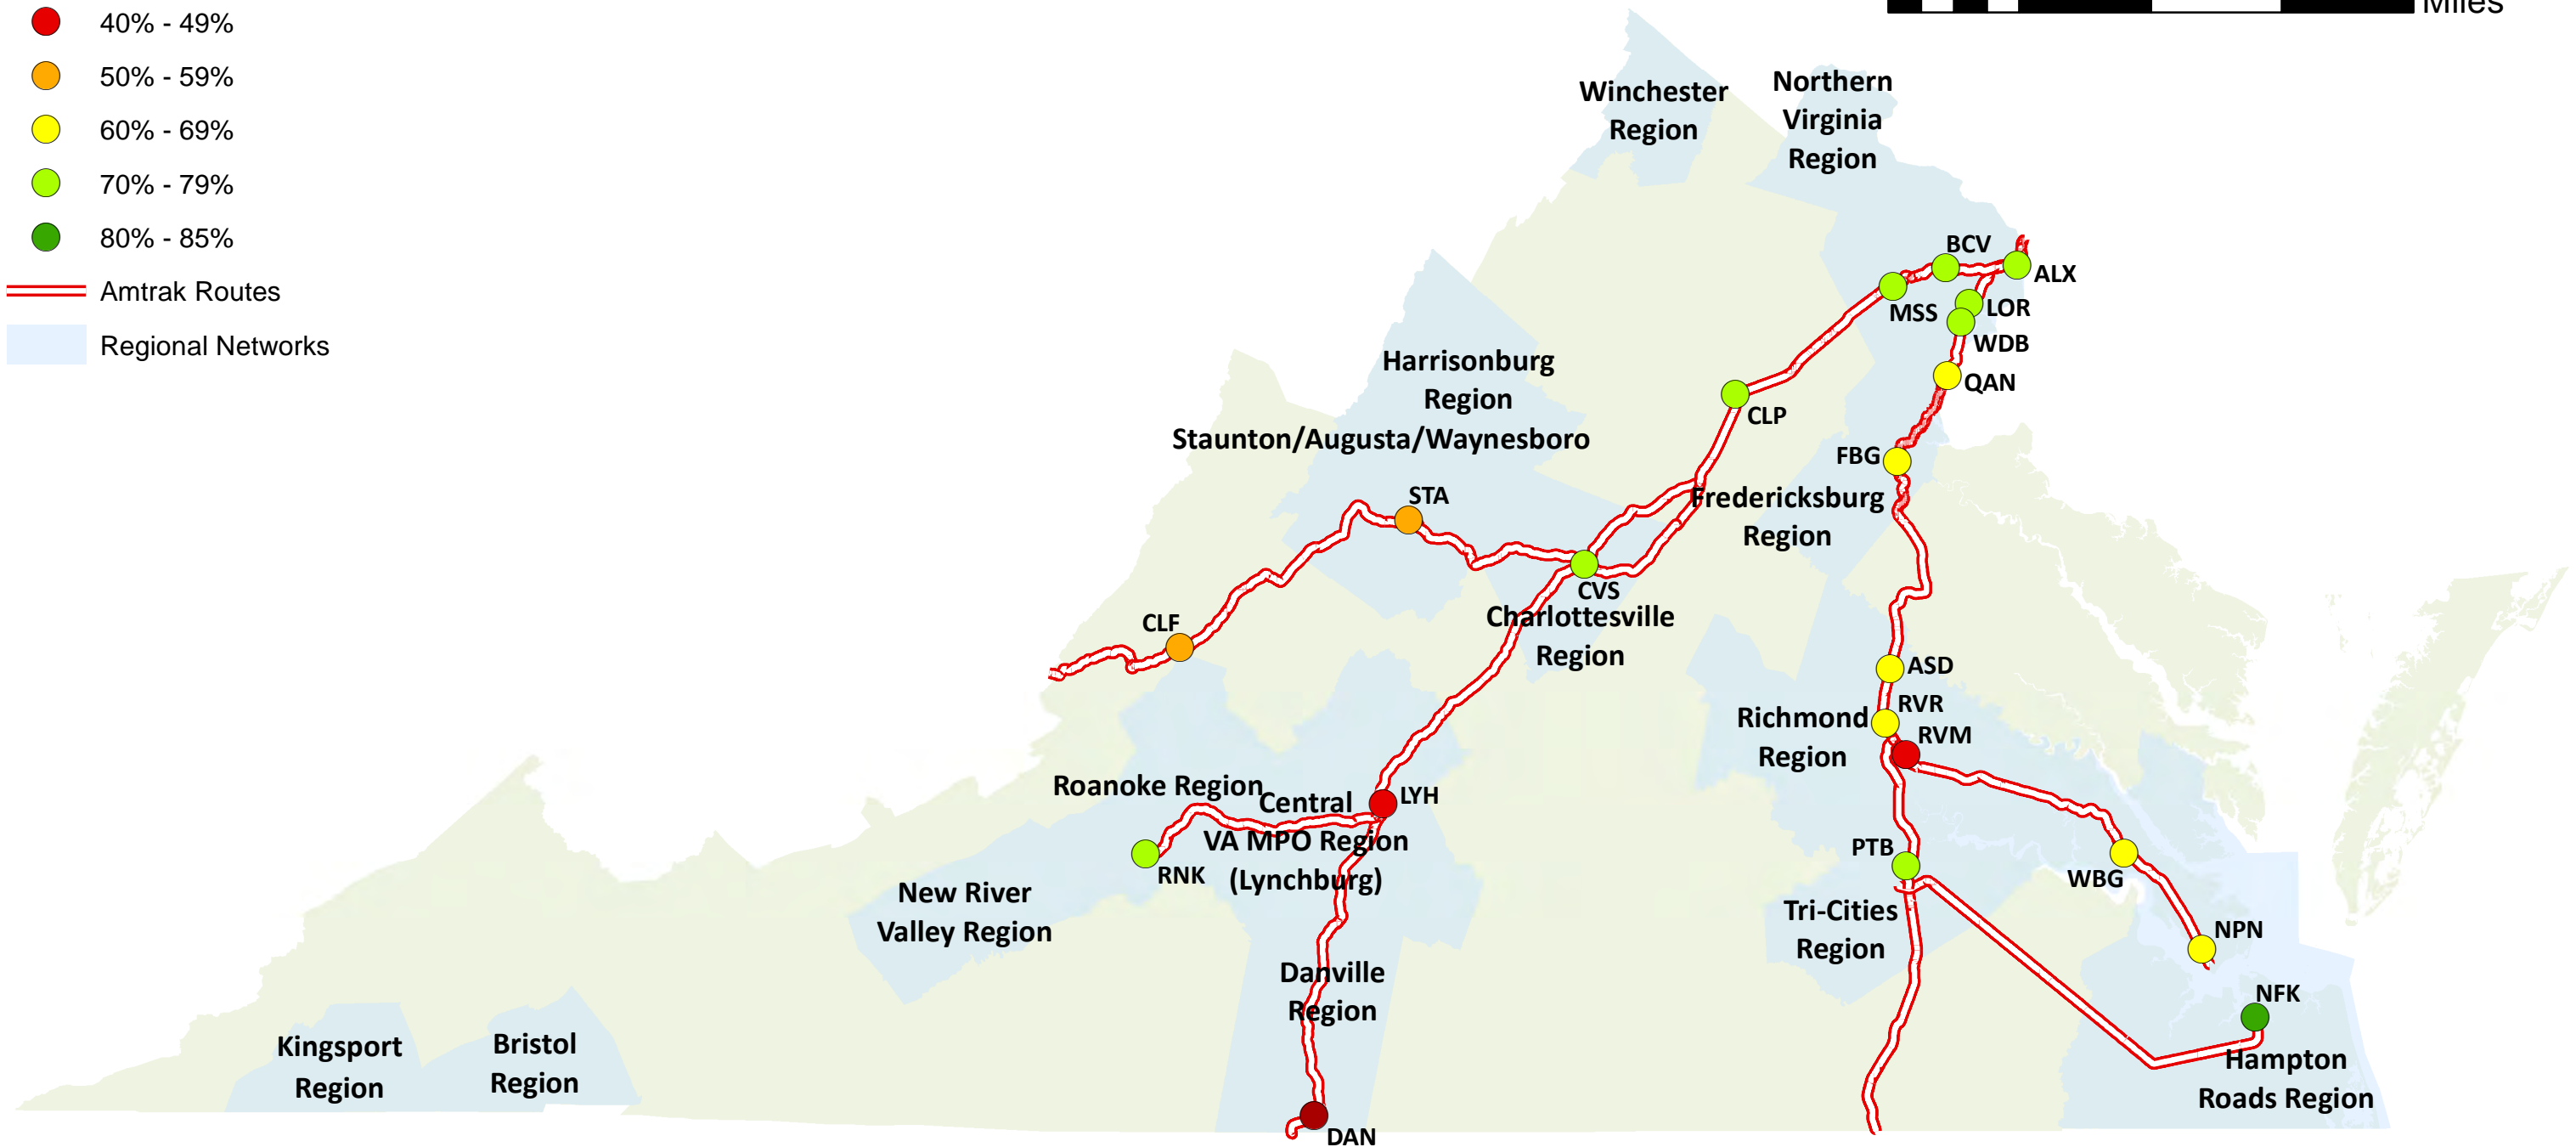 Miles
40% - 49%
50% - 59%
60% - 69%
70% - 79%
80% - 85%
Amtrak Routes
Regional Networks
Winchester
Region
Northern
Virginia
Region
BCV
ALX
MSS
LOR
WDB
QAN
Harrisonburg
Region
Staunton/Augusta/Waynesboro
CLP
FBG
Fredericksburg
Region
STA
CVS
Charlottesville
Region
CLF
ASD
RVR
Richmond
Region
RVM
Roanoke Region
Central
VA MPO Region
(Lynchburg)
LYH
RNK
PTB
WBG
New River
Valley Region
Tri-Cities
Region
NPN
Danville
Region
NFK
Hampton
Roads Region
Kingsport
Region
Bristol
Region
DAN